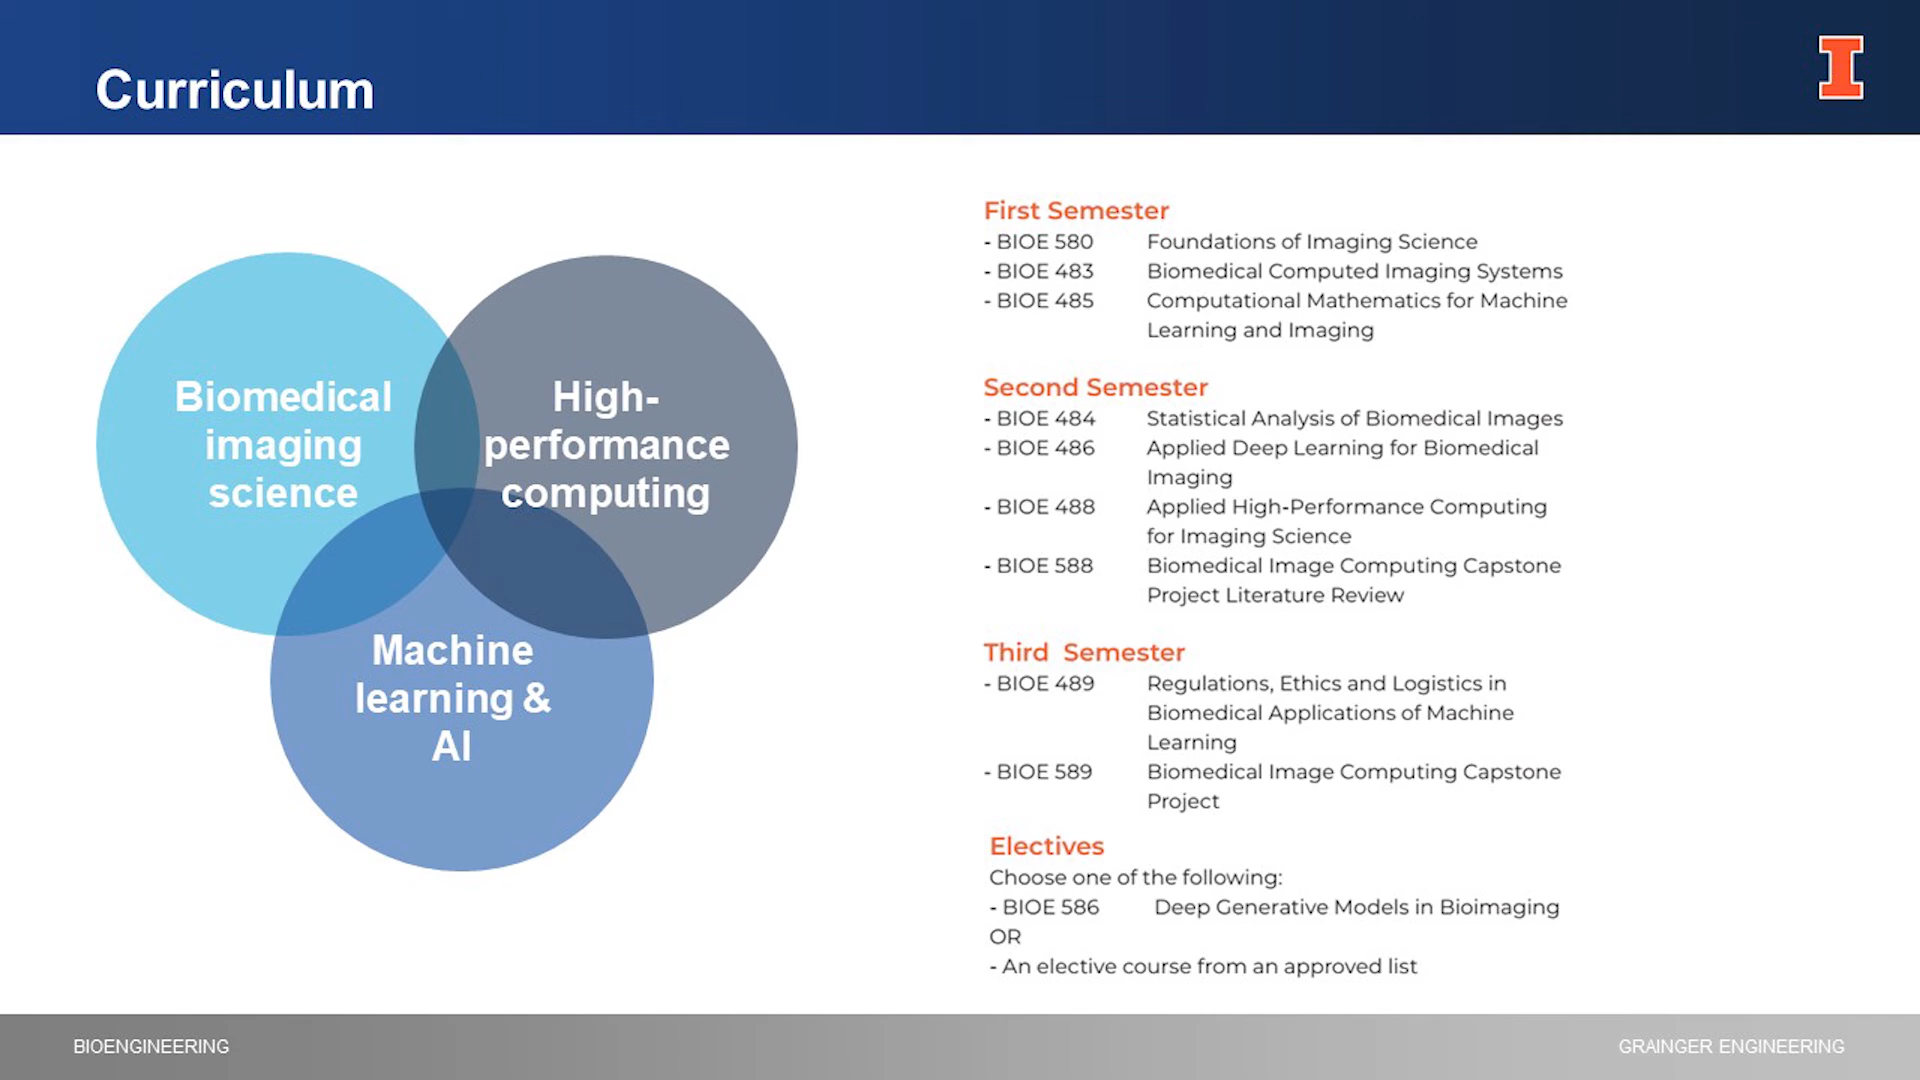 Curriculum
I
Biomedical
imaging
science
High-
performance
computing
Machine
learning &
AI
First Semester
- BIOE 580 Foundations of Imaging Science
- BIOE 483 Biomedical Computed Imaging Systems
- BIOE 485 Computational Mathematics for Machine
Learning and Imaging
Second Semester
- BIOE 484 Statistical Analysis of Biomedical Images
- BIOE 486 Applied Deep Learning for Biomedical
Imaging
- BIOE 488 Applied High-Performance Computing
for Imaging Science
- BIOE 588 Biomedical Image Computing Capstone
Project Literature Review
Third Semester
- BIOE 489 Regulations, Ethics and Logistics in
Biomedical Applications of Machine
Learning
- BIOE 589 Biomedical Image Computing Capstone
Project
Electives
Choose one of the following:
- BIOE 586 Deep Generative Models in Bioimaging
OR
- An elective course from an approved list
BIOENGINEERING
GRAINGER ENGINEERING